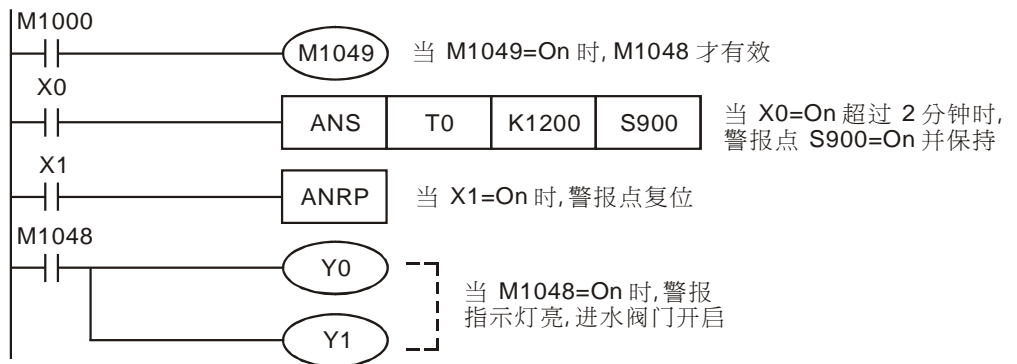 M1000
M1049 当 M1049=On 时, M1048 才有效
X0
ANS T0 K1200 S900 当 X0=On 超过 2 分钟时,
警报点 S900=On 并保持
X1
ANRP 当 X1=On 时,警报点复位
M1048
Y0
当 M1048=On 时,警报
指示灯亮,进水阀门开启
Y1